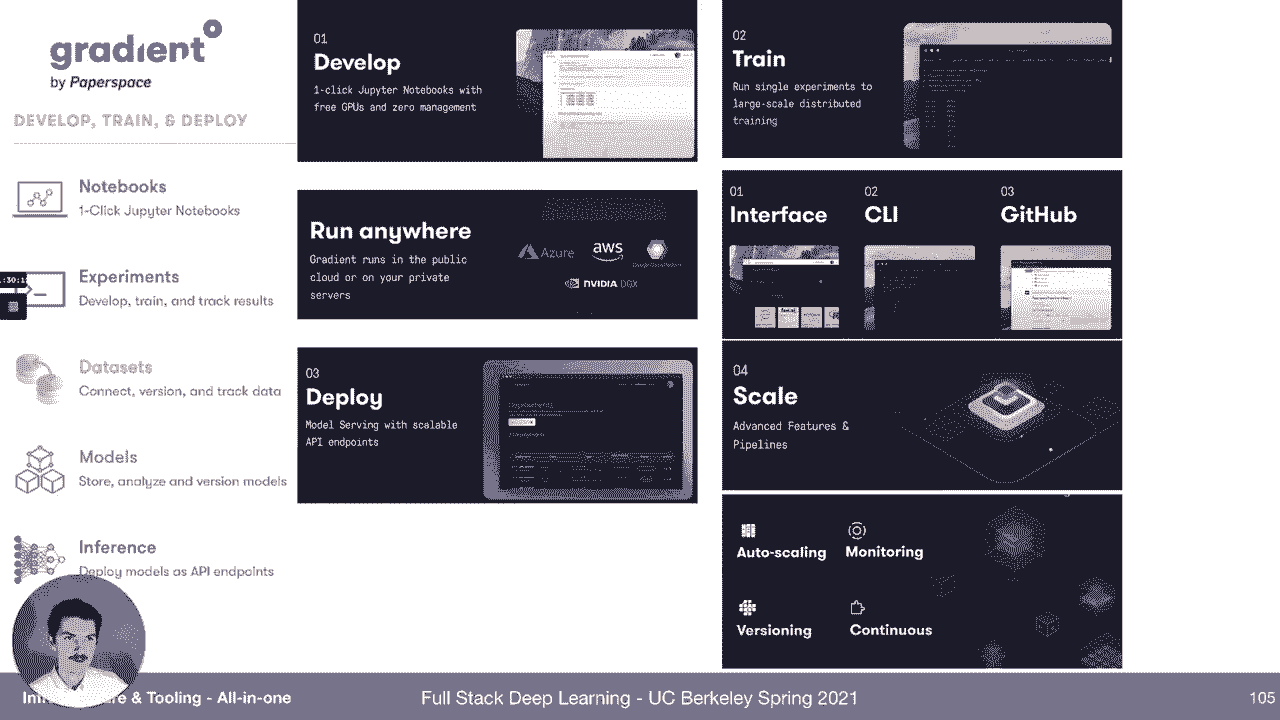 gradient
by Paperspace
DEVELOP, TRAIN, & DEPLOY
Notebooks
1-Click Jupyter Notebooks
Experiments
Develop, train, and track results
Datasets
Connect, version, and track data
Models
Store, analyze and version models
Inference
Deploy models as API endpoints
01
Develop
1-click Jupyter Notebooks with
free GPUs and zero management
Run anywhere
Gradient runs in the public
cloud or on your private
servers
Azure
aws
Google Cloud Platform
NVIDIA DGX
03
Deploy
Model Serving with scalable
API endpoints
02
Train
Run single experiments to
large-scale distributed
training
01
Interface
02
CLI
03
GitHub
04
Scale
Advanced Features &
Pipelines
Auto-scaling
Monitoring
Versioning
Continuous
& Tooling - All-in-one
Full Stack Deep Learning - UC Berkeley Spring 2021
105